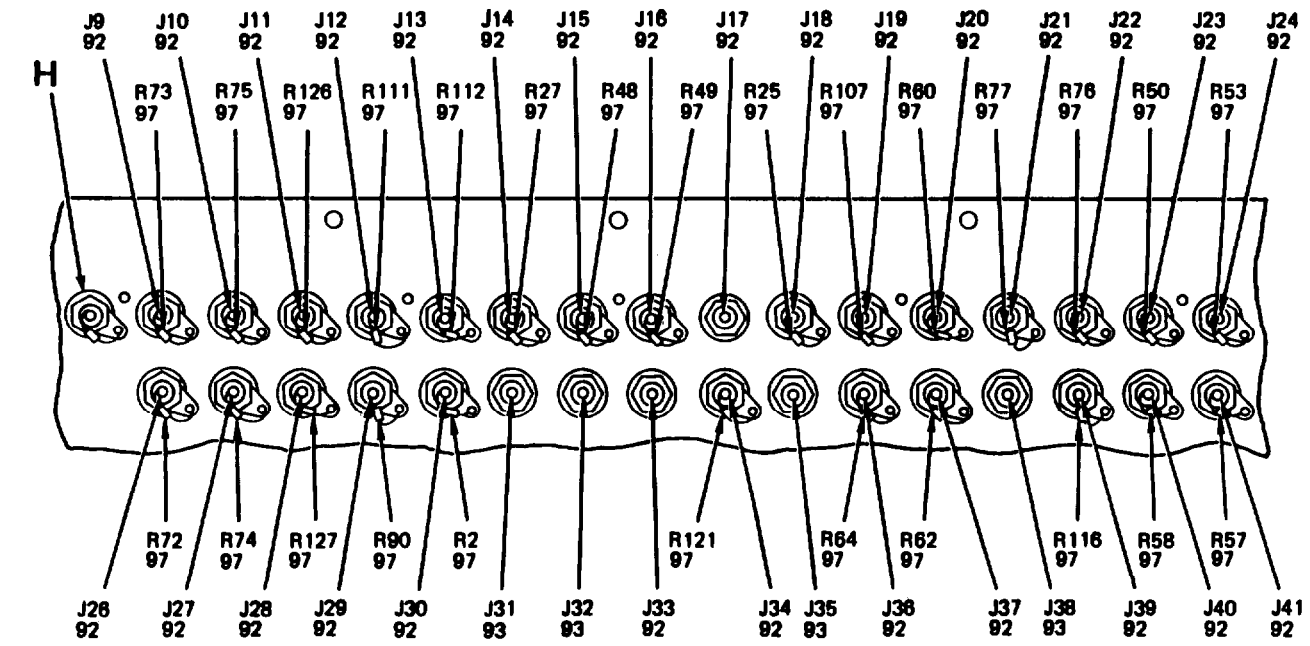 J9 J10 J11 J12 J13 J14 J15 J16 J17 J18 J19 J20 J21 J22 J23 J24
92 92 92 92 92 92 92 92 92 92 92 92 92 92 92 92
H
R73 R75 R126 R111 R112 R27 R48 R49 R25 R107 R60 R77 R76 R50 R53
97 97 97 97 97 97 97 97 97 97 97 97 97 97 97
R72 R74 R127 R90 R2 R121 R64 R62 R116 R58 R57
97 97 97 97 97 97 97 97 97 97 97
J26 J27 J28 J29 J30 J31 J32 J33 J34 J35 J36 J37 J38 J39 J40 J41
92 92 92 92 92 93 93 92 92 93 92 92 93 92 92 92